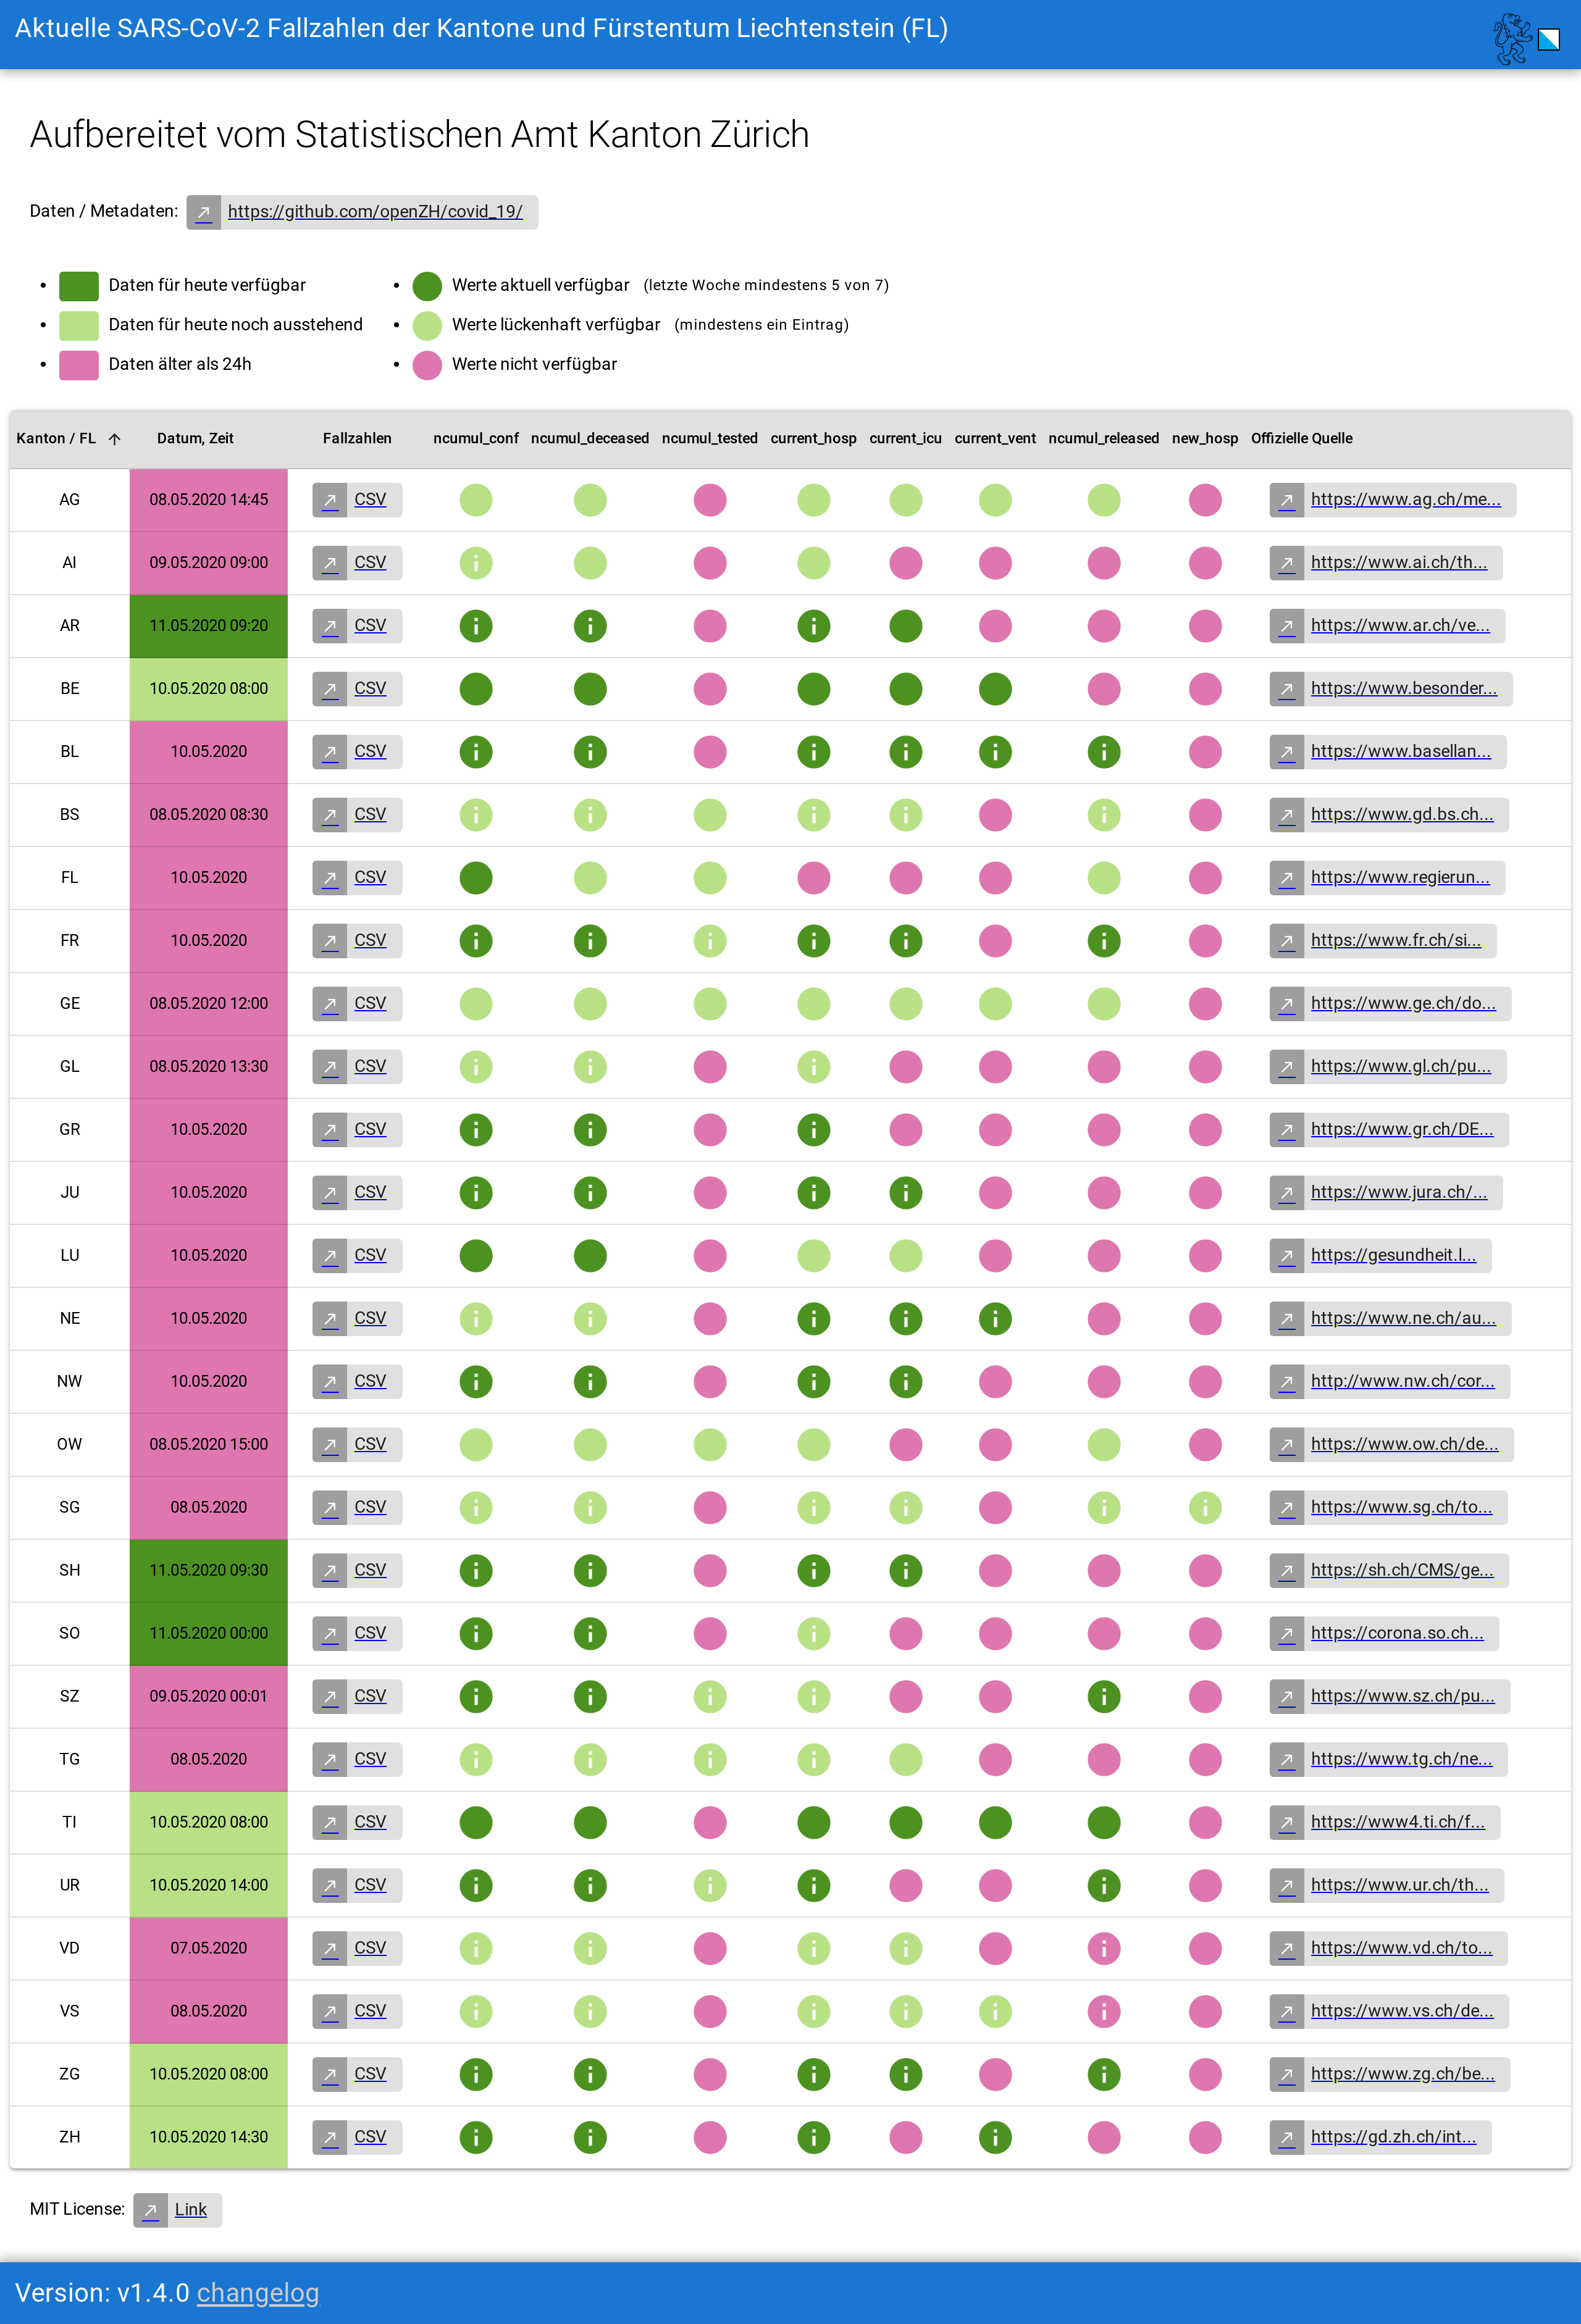 Aktuelle SARS-CoV-2 Fallzahlen der Kantone und Fürstentum Liechtenstein (FL)
Aufbereitet vom Statistischen Amt Kanton Zürich
Daten / Metadaten: https://github.com/openZH/covid_19/
Daten für heute verfügbar
Daten für heute noch ausstehend
Daten älter als 24h
Werte aktuell verfügbar (letzte Woche mindestens 5 von 7)
Werte lückenhaft verfügbar (mindestens ein Eintrag)
Werte nicht verfügbar
Kanton / FL Datum, Zeit Fallzahlen ncumul_conf ncumul_deceased ncumul_tested current_hosp current_icu current_vent ncumul_released new_hosp Offizielle Quelle
AG 08.05.2020 14:45 CSV https://www.ag.ch/me...
AI 09.05.2020 09:00 CSV https://www.ai.ch/th...
AR 11.05.2020 09:20 CSV https://www.ar.ch/ve...
BE 10.05.2020 08:00 CSV https://www.besonder...
BL 10.05.2020 CSV https://www.basellan...
BS 08.05.2020 08:30 CSV https://www.gd.bs.ch...
FL 10.05.2020 CSV https://www.regierun...
FR 10.05.2020 CSV https://www.fr.ch/si...
GE 08.05.2020 12:00 CSV https://www.ge.ch/do...
GL 08.05.2020 13:30 CSV https://www.gl.ch/pu...
GR 10.05.2020 CSV https://www.gr.ch/DE...
JU 10.05.2020 CSV https://www.jura.ch/...
LU 10.05.2020 CSV https://gesundheit.l...
NE 10.05.2020 CSV https://www.ne.ch/au...
NW 10.05.2020 CSV http://www.nw.ch/cor...
OW 08.05.2020 15:00 CSV https://www.ow.ch/de...
SG 08.05.2020 CSV https://www.sg.ch/to...
SH 11.05.2020 09:30 CSV https://sh.ch/CMS/ge...
SO 11.05.2020 00:00 CSV https://corona.so.ch...
SZ 09.05.2020 00:01 CSV https://www.sz.ch/pu...
TG 08.05.2020 CSV https://www.tg.ch/ne...
TI 10.05.2020 08:00 CSV https://www4.ti.ch/f...
UR 10.05.2020 14:00 CSV https://www.ur.ch/th...
VD 07.05.2020 CSV https://www.vd.ch/to...
VS 08.05.2020 CSV https://www.vs.ch/de...
ZG 10.05.2020 08:00 CSV https://www.zg.ch/be...
ZH 10.05.2020 14:30 CSV https://gd.zh.ch/int...
MIT License: Link
Version: v1.4.0 changelog